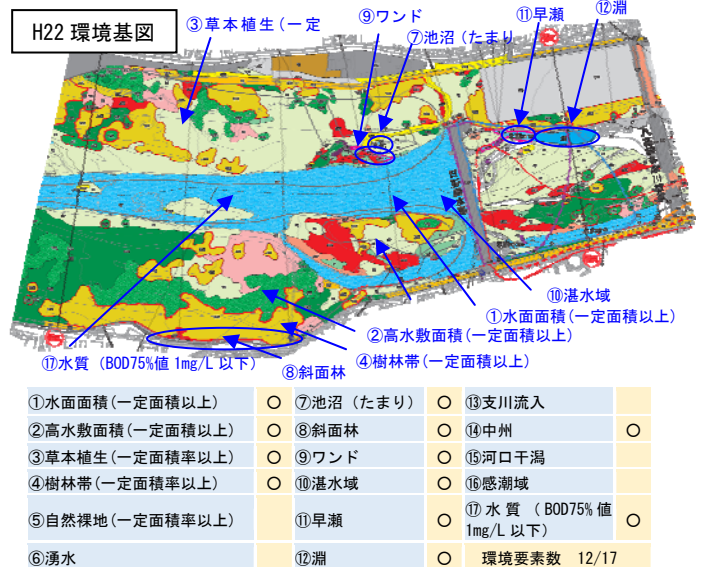 H22 環境基図
③草本植生(一定
⑨ワンド
⑦池沼(たまり
⑪早瀬
⑫淵
⑩湛水域
①水面面積(一定面積以上)
②高水敷面積(一定面積以上)
⑰水質(BOD75%値 1mg/L 以下)
④樹林帯(一定面積以上)
⑧斜面林
①水面面積(一定面積以上) ○ ⑦池沼(たまり) ○ ⑬支川流入
②高水敷面積(一定面積以上) ○ ⑧斜面林 ○ ⑭中州 ○
③草本植生(一定面積率以上) ○ ⑨ワンド ○ ⑮河口干潟
④樹林帯(一定面積率以上) ○ ⑩湛水域 ○ ⑯感潮域
⑤自然裸地(一定面積率以上) ⑪早瀬 ○ ⑰水質(BOD75%値
1mg/L 以下) ○
⑥湧水 ⑫淵 ○ 環境要素数 12/17